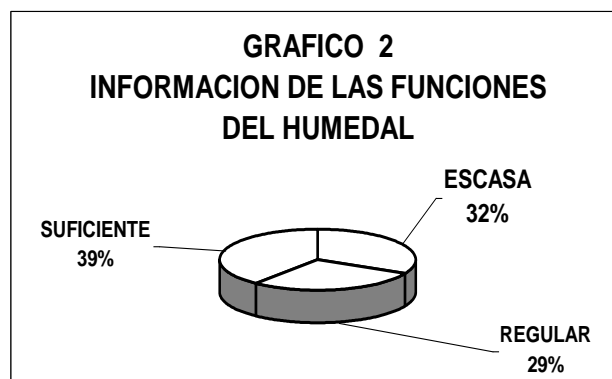 GRAFICO 2
INFORMACION DE LAS FUNCIONES
DEL HUMEDAL
ESCASA
32%
SUFICIENTE
39%
REGULAR
29%